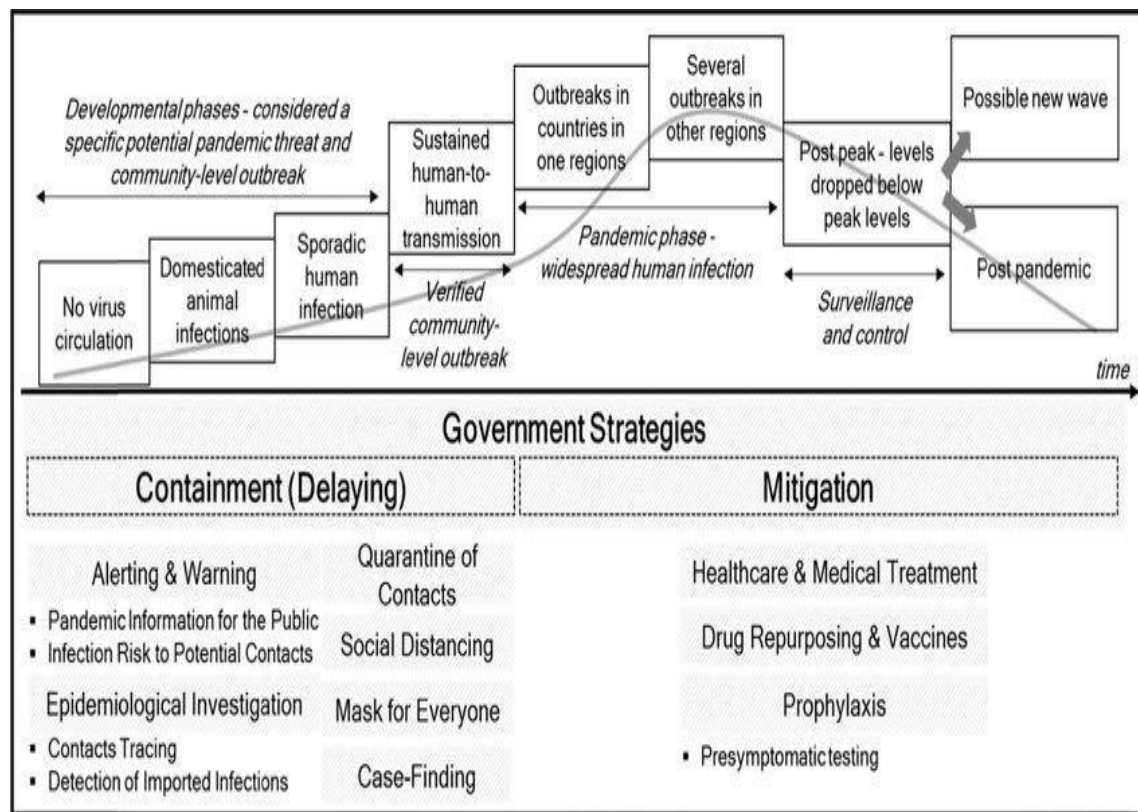 Developmental phases - considered a
specific potential pandemic threat and
community-level outbreak
No virus
circulation
Domesticated
animal
infections
Sporadic
human
infection
Sustained
human-to-
human
transmission
Verified
community-
level outbreak
Outbreaks in
countries in
one regions
Several
outbreaks in
other regions
Pandemic phase -
widespread human infection
Post peak - levels
dropped below
peak levels
Surveillance
and control
Possible new wave
Post pandemic
time
Government Strategies
Containment (Delaying)
Mitigation
Alerting & Warning
▪ Pandemic Information for the Public
▪ Infection Risk to Potential Contacts
Epidemiological Investigation
▪ Contacts Tracing
▪ Detection of Imported Infections
Quarantine of
Contacts
Social Distancing
Mask for Everyone
Case-Finding
Healthcare & Medical Treatment
Drug Repurposing & Vaccines
Prophylaxis
▪ Presymptomatic testing